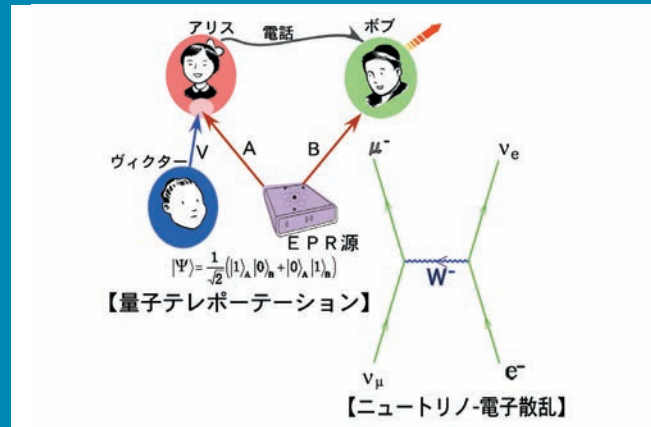 アリス
電話
ボブ
V
A
B
ヴィクター
EPR源
|Ψ⟩= 1/√2 (|1⟩A |0⟩B + |0⟩A |1⟩B)
【量子テレポーテーション】
μ-
νe
W-
νμ
e-
【ニュートリノ-電子散乱】